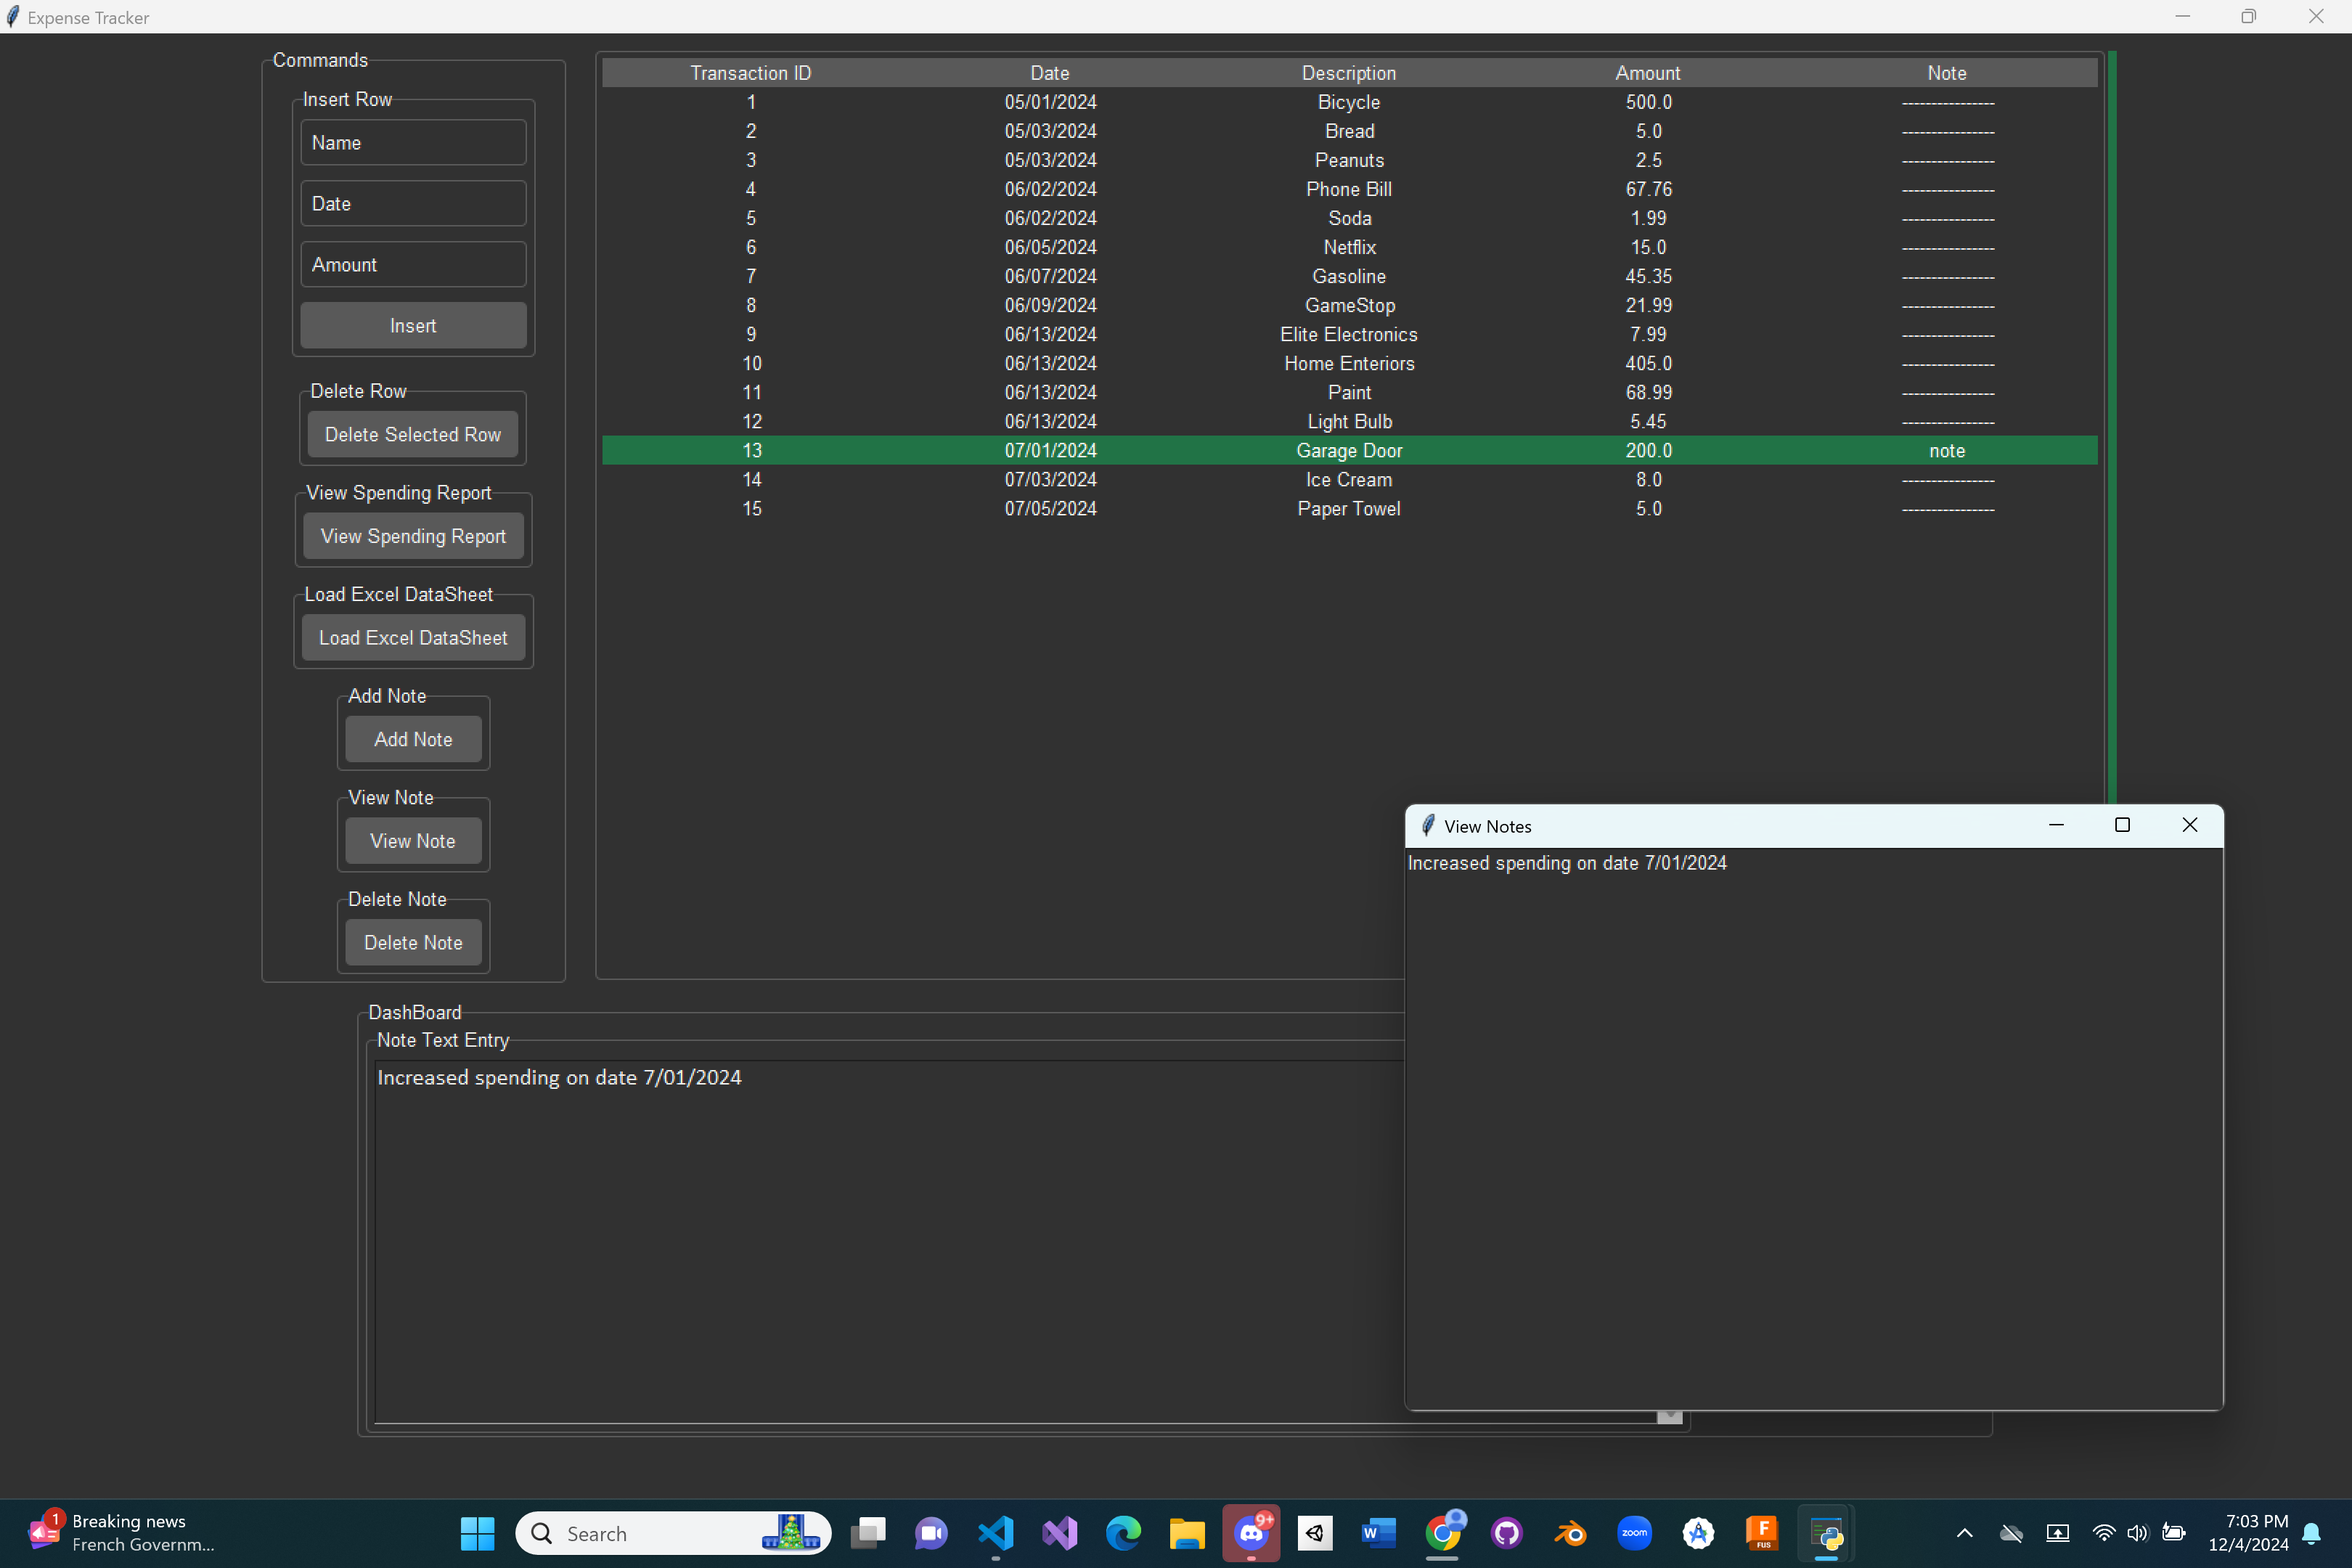 Expense Tracker
Commands
Insert Row
Name
Date
Amount
Insert
Delete Row
Delete Selected Row
View Spending Report
View Spending Report
Load Excel DataSheet
Load Excel DataSheet
Add Note
Add Note
View Note
View Note
Delete Note
Delete Note
Transaction ID Date Description Amount Note
1 05/01/2024 Bicycle 500.0 ----------------
2 05/03/2024 Bread 5.0 ----------------
3 05/03/2024 Peanuts 2.5 ----------------
4 06/02/2024 Phone Bill 67.76 ----------------
5 06/02/2024 Soda 1.99 ----------------
6 06/05/2024 Netflix 15.0 ----------------
7 06/07/2024 Gasoline 45.35 ----------------
8 06/09/2024 GameStop 21.99 ----------------
9 06/13/2024 Elite Electronics 7.99 ----------------
10 06/13/2024 Home Enteriors 405.0 ----------------
11 06/13/2024 Paint 68.99 ----------------
12 06/13/2024 Light Bulb 5.45 ----------------
13 07/01/2024 Garage Door 200.0 note
14 07/03/2024 Ice Cream 8.0 ----------------
15 07/05/2024 Paper Towel 5.0 ----------------
View Notes
Increased spending on date 7/01/2024
DashBoard
Note Text Entry
Increased spending on date 7/01/2024
1
Breaking news
French Governm...
Search
9+
W
zoom
F
FUS
7:03 PM
12/4/2024